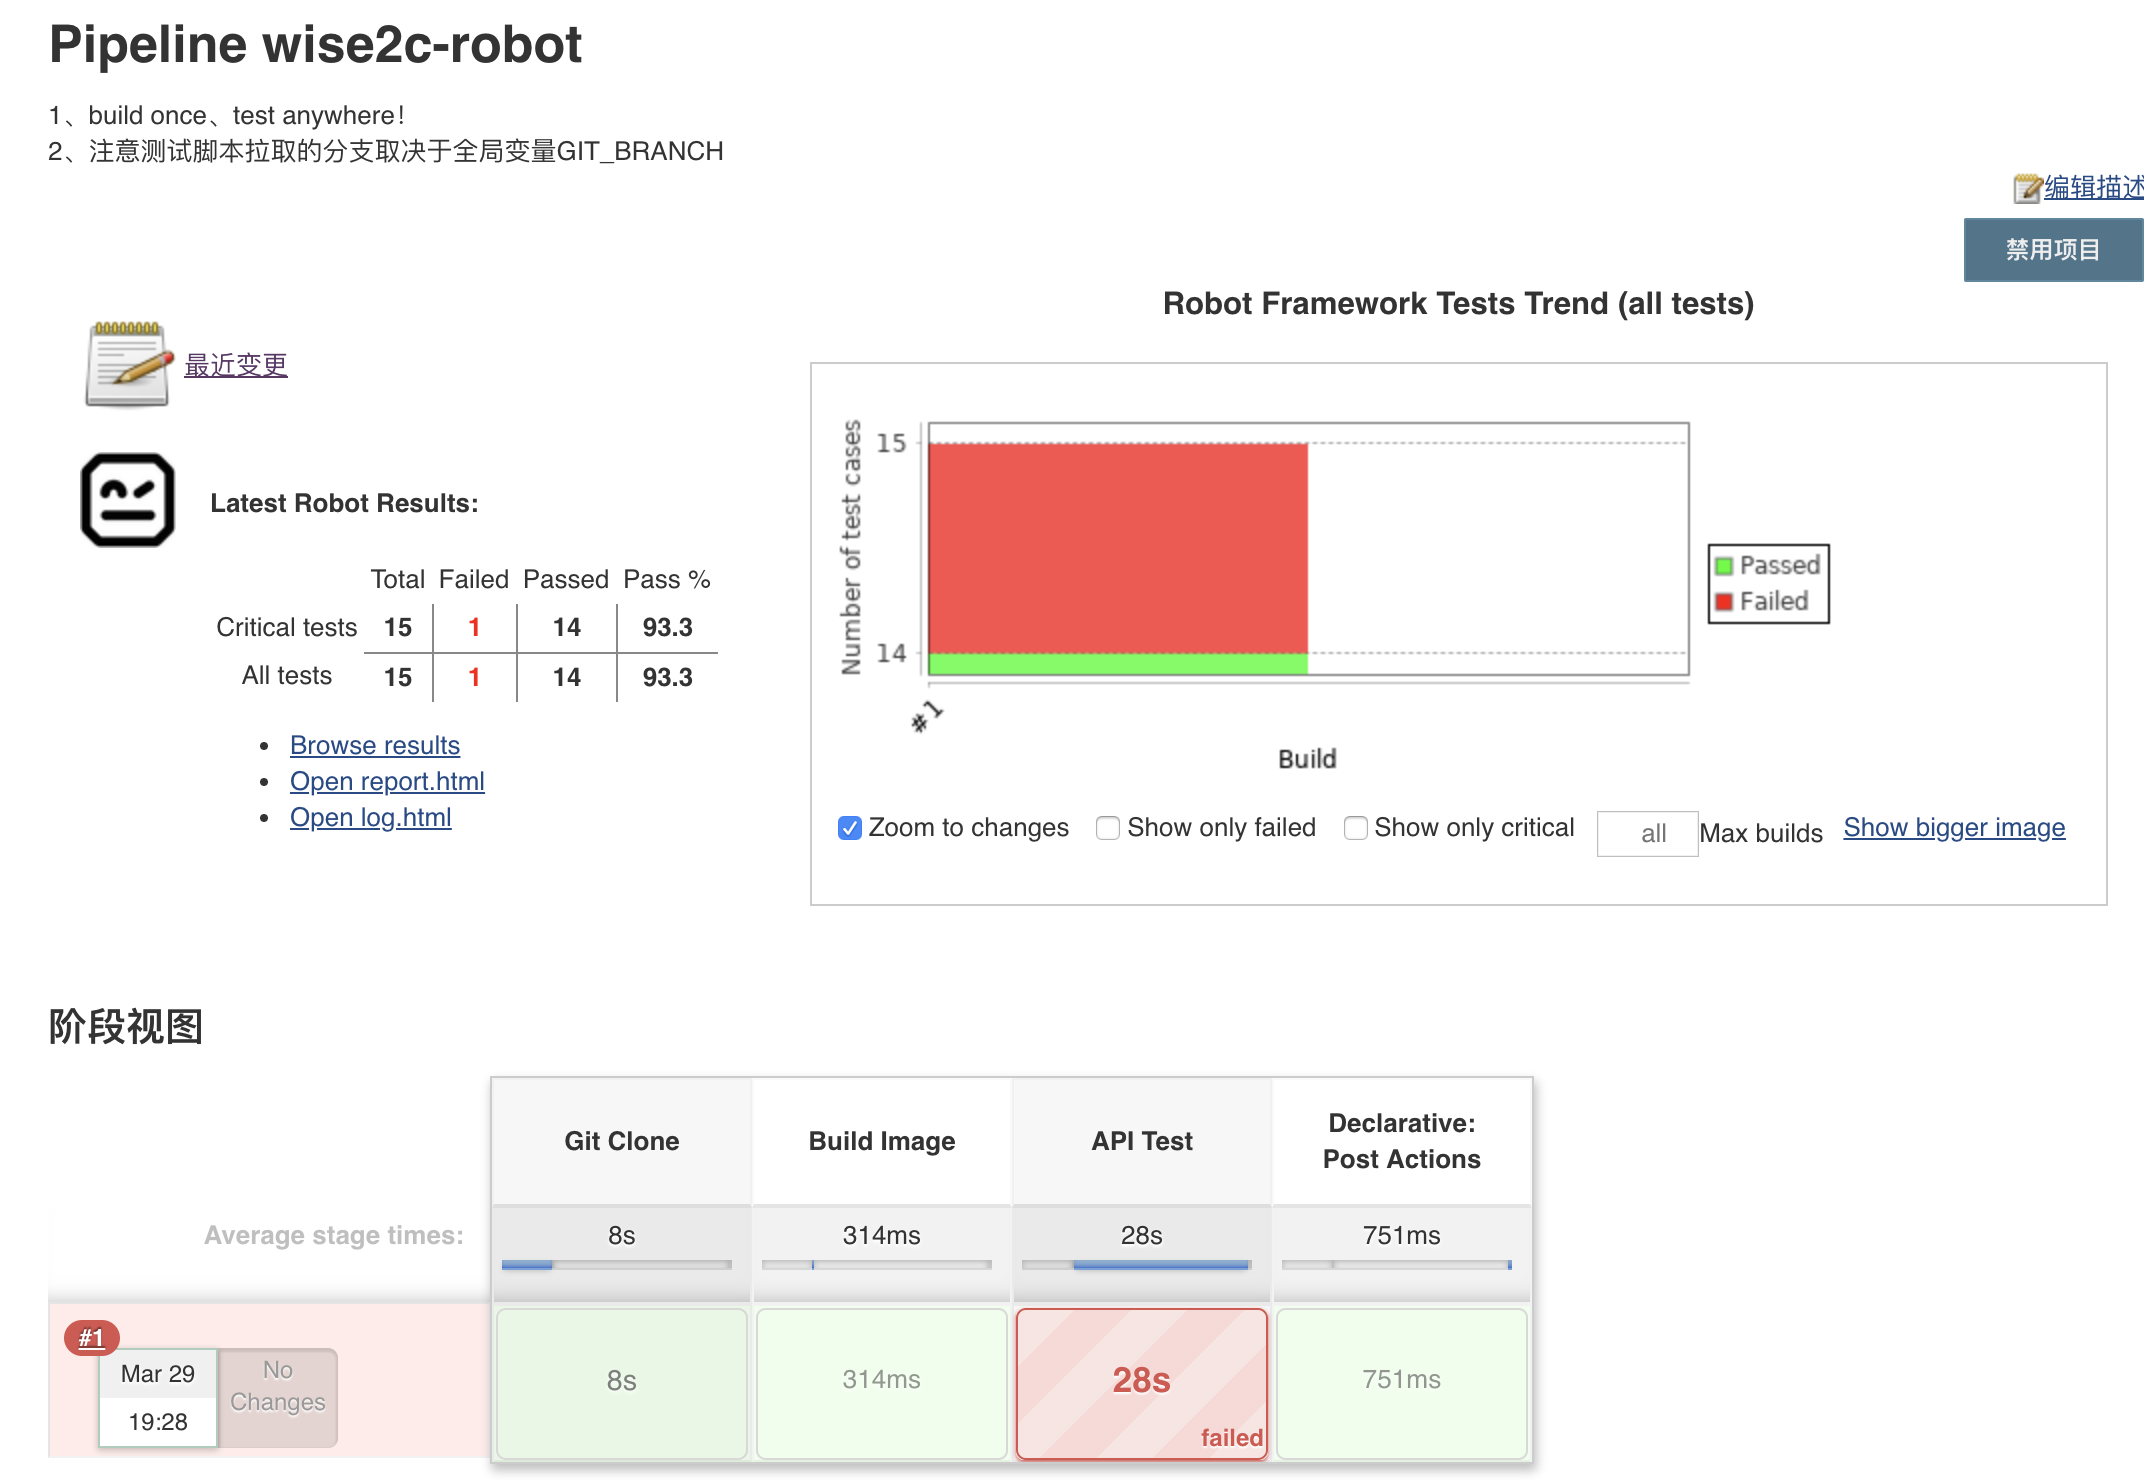 Pipeline wise2c-robot
1、build once、test anywhere！
2、注意测试脚本拉取的分支取决于全局变量GIT_BRANCH
编辑描述
禁用项目
最近变更
Latest Robot Results:
Total Failed Passed Pass %
Critical tests 15 1 14 93.3
All tests 15 1 14 93.3
• Browse results
• Open report.html
• Open log.html
Robot Framework Tests Trend (all tests)
Number of test cases
15
14
#1
Build
Passed
Failed
Zoom to changes Show only failed Show only critical all Max builds Show bigger image
阶段视图
Git Clone
Build Image
API Test
Declarative:
Post Actions
Average stage times: 8s 314ms 28s 751ms
#1
Mar 29
19:28
No
Changes
8s
314ms
28s
failed
751ms